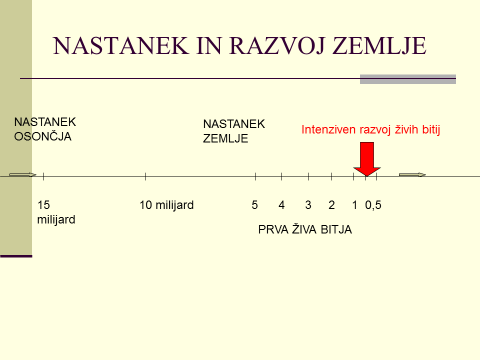 NASTANEK IN RAZVOJ ZEMLJE
NASTANEK
OSONČJA
NASTANEK
ZEMLJE
Intenziven razvoj živih bitij
15
milijard
10 milijard
5 4 3 2 1 0,5
PRVA ŽIVA BITJA